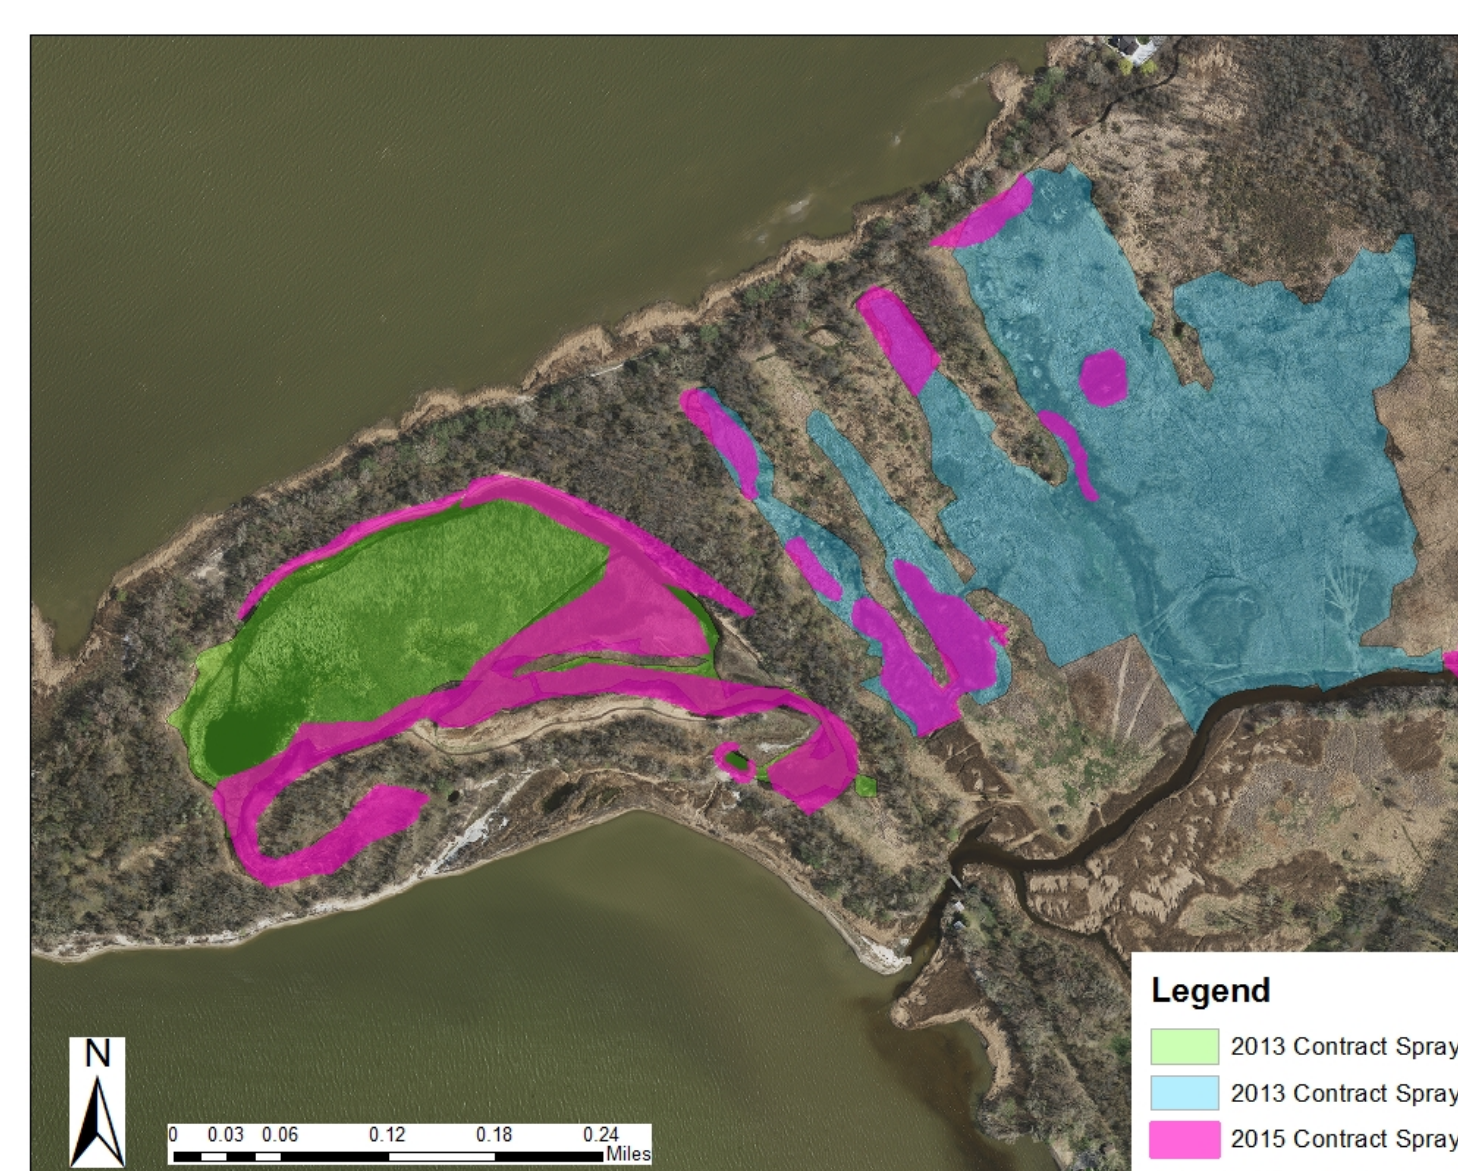 Legend
2013 Contract Spray
2013 Contract Spray
2015 Contract Spray
N
0 0.03 0.06 0.12 0.18 0.24
Miles